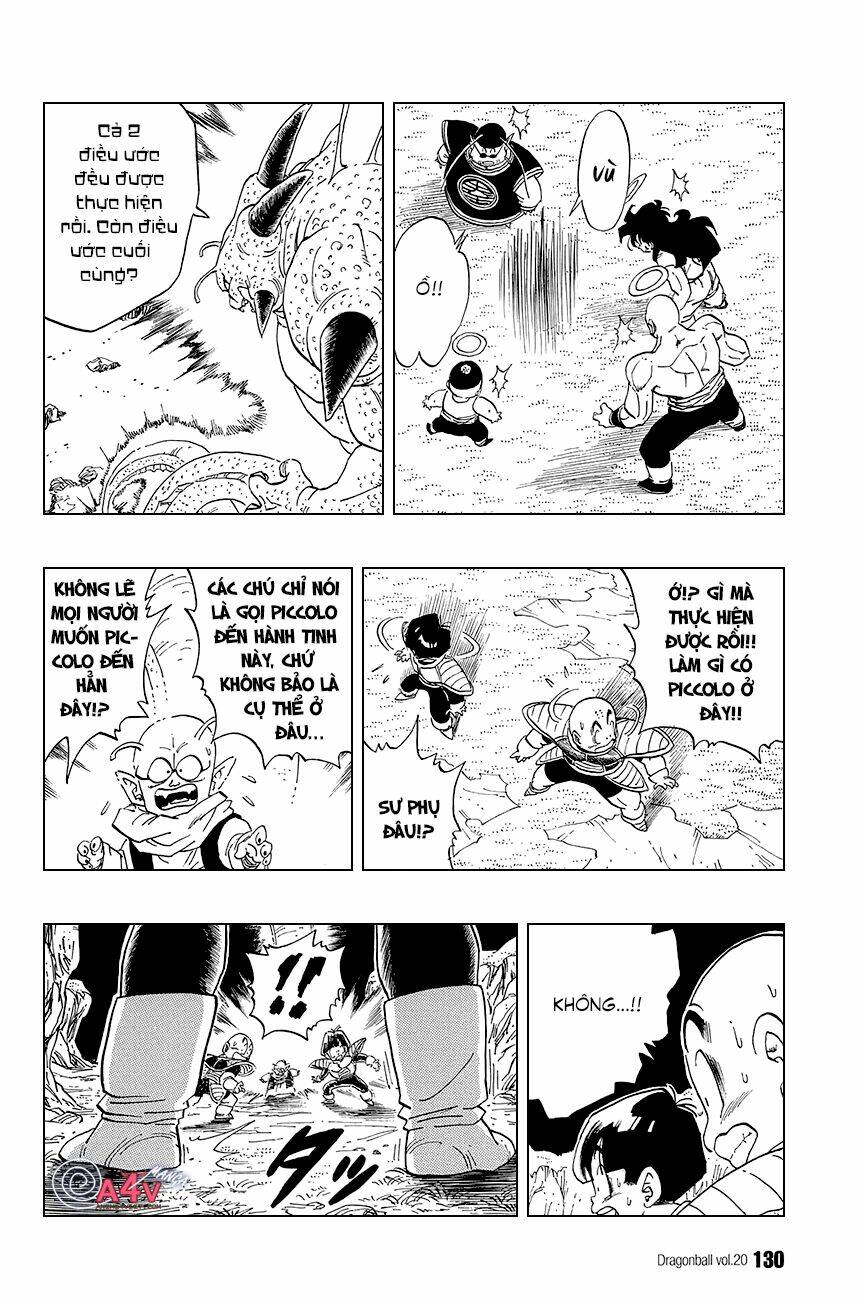 VÙ
Ồ!!
Cả 2
điều ước
đều được
thực hiện
rồi. Còn điều
ước cuối
cùng?
Ớ!? GÌ MÀ
THỰC HIỆN
ĐƯỢC RỒI!!
LÀM GÌ CÓ
PICCOLO Ở
ĐÂY!!
SƯ PHỤ
ĐÂU!?
CÁC CHÚ CHỈ NÓI
LÀ GỌI PICCOLO
ĐẾN HÀNH TINH
NÀY, CHỨ
KHÔNG BẢO LÀ
CỤ THỂ Ở
ĐÂU...
KHÔNG LẼ
MỌI NGƯỜI
MUỐN PIC-
COLO ĐẾN
HẲN
ĐÂY!?
KHÔNG...!!
!!
タッ
Manga
A4V
Dragonball vol.20 130